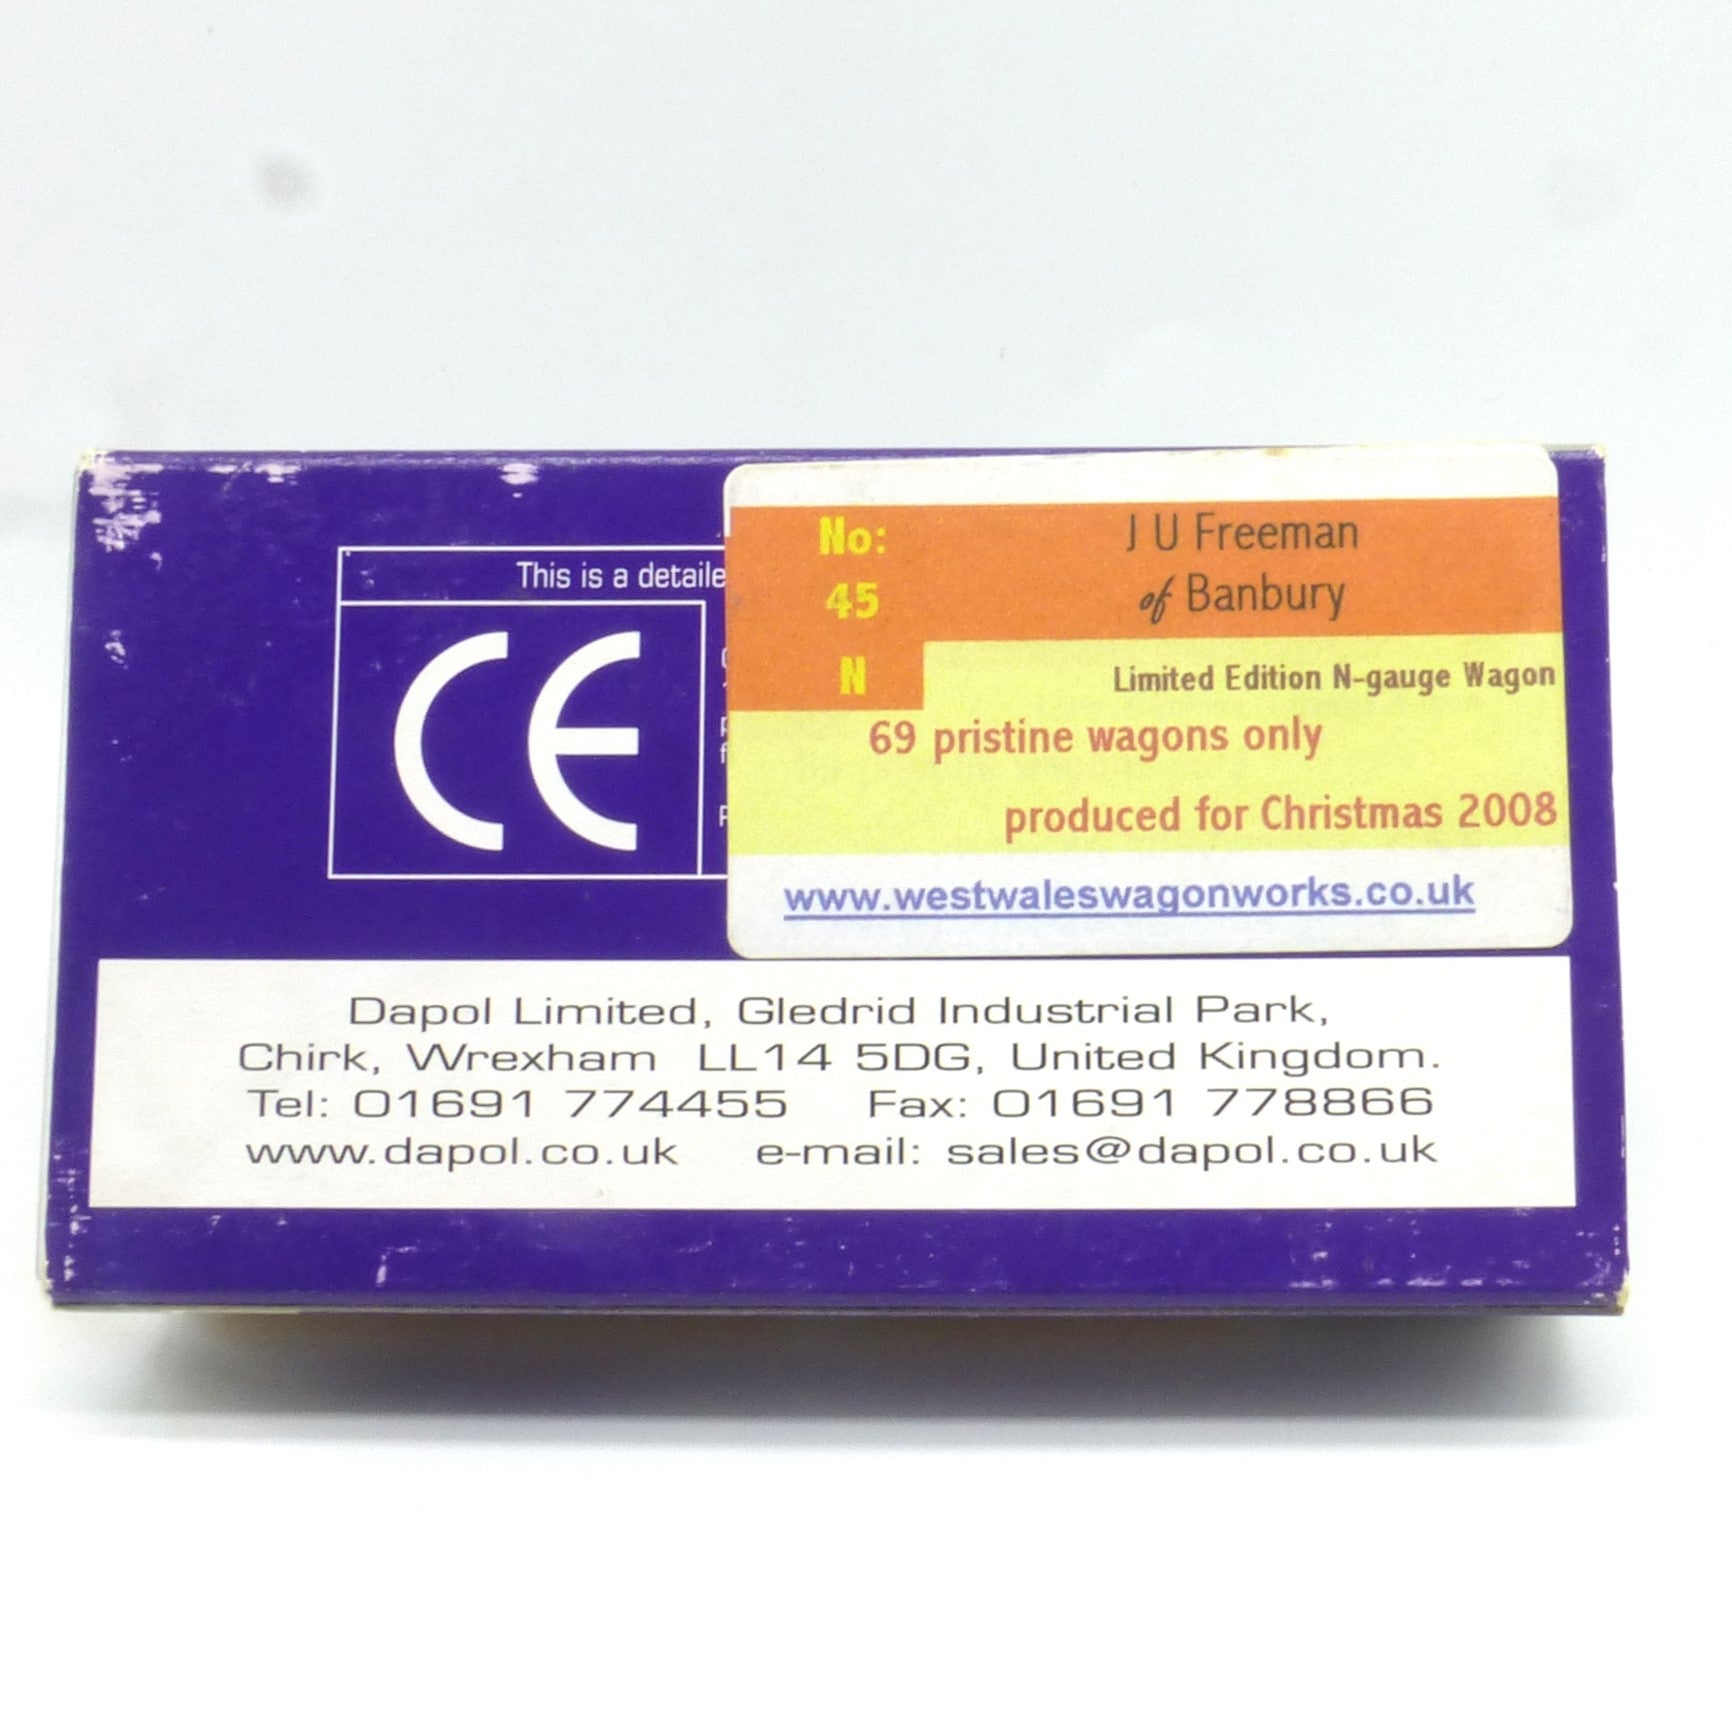 This is a detaile
CE
No:
45
N
J U Freeman
of Banbury
Limited Edition N-gauge Wagon
69 pristine wagons only
produced for Christmas 2008
www.westwaleswagonworks.co.uk
Dapol Limited, Gledrid Industrial Park,
Chirk, Wrexham LL14 5DG, United Kingdom.
Tel: 01691 774455 Fax: 01691 778866
www.dapol.co.uk e-mail: sales@dapol.co.uk